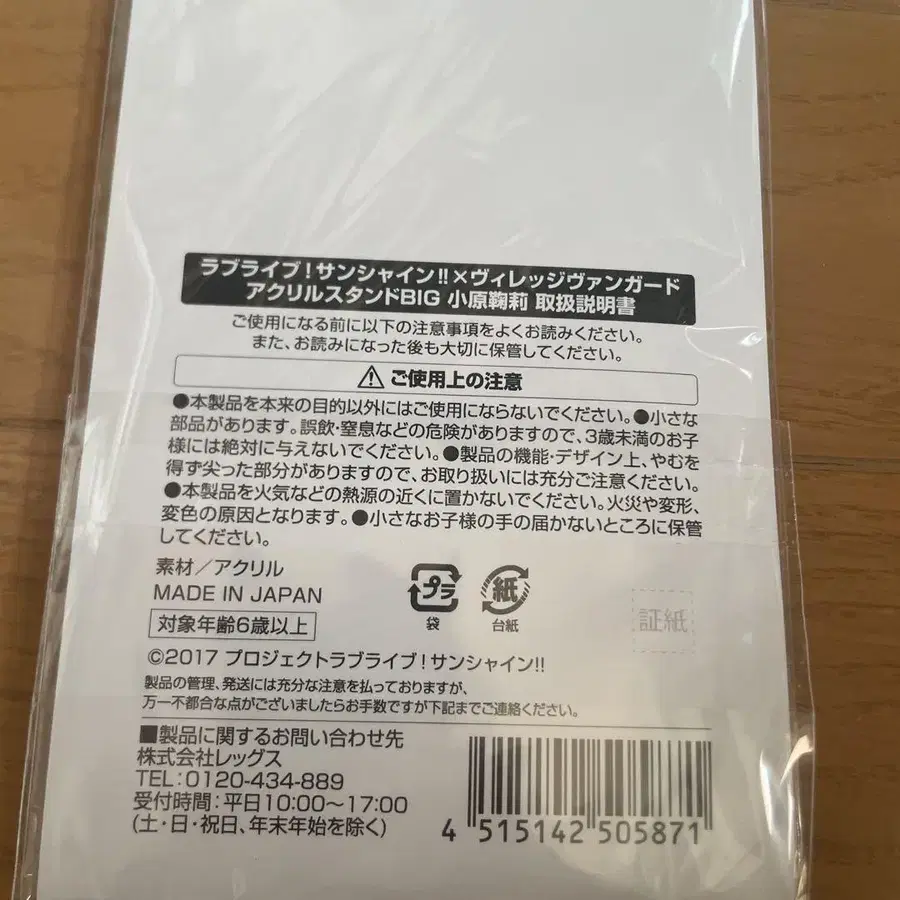 ラブライブ！サンシャイン!!×ヴィレッジヴァンガード
アクリルスタンドBIG 小原鞠莉 取扱説明書
ご使用になる前に以下の注意事項をよくお読みください。
また、お読みになった後も大切に保管してください。
ご使用上の注意
●本製品を本来の目的以外にはご使用にならないでください。●小さな
部品があります。誤飲・窒息などの危険がありますので、3歳未満のお子
様には絶対に与えないでください。●製品の機能・デザイン上、やむを
得ず尖った部分がありますので、お取り扱いには充分ご注意ください。
●本製品を火気などの熱源の近くに置かないでください。火災や変形、
変色の原因となります。●小さなお子様の手の届かないところに保管
してください。
素材／アクリル
MADE IN JAPAN
対象年齢6歳以上
プラ
袋
紙
台紙
証紙
©2017 プロジェクトラブライブ！サンシャイン!!
製品の管理、発送には充分な注意を払っておりますが、
万一不都合な点がございましたらお手数ですが下記までご連絡ください。
■製品に関するお問い合わせ先
株式会社レッグス
TEL：0120-434-889
受付時間：平日10:00～17:00
(土・日・祝日、年末年始を除く)
4 515142 505871